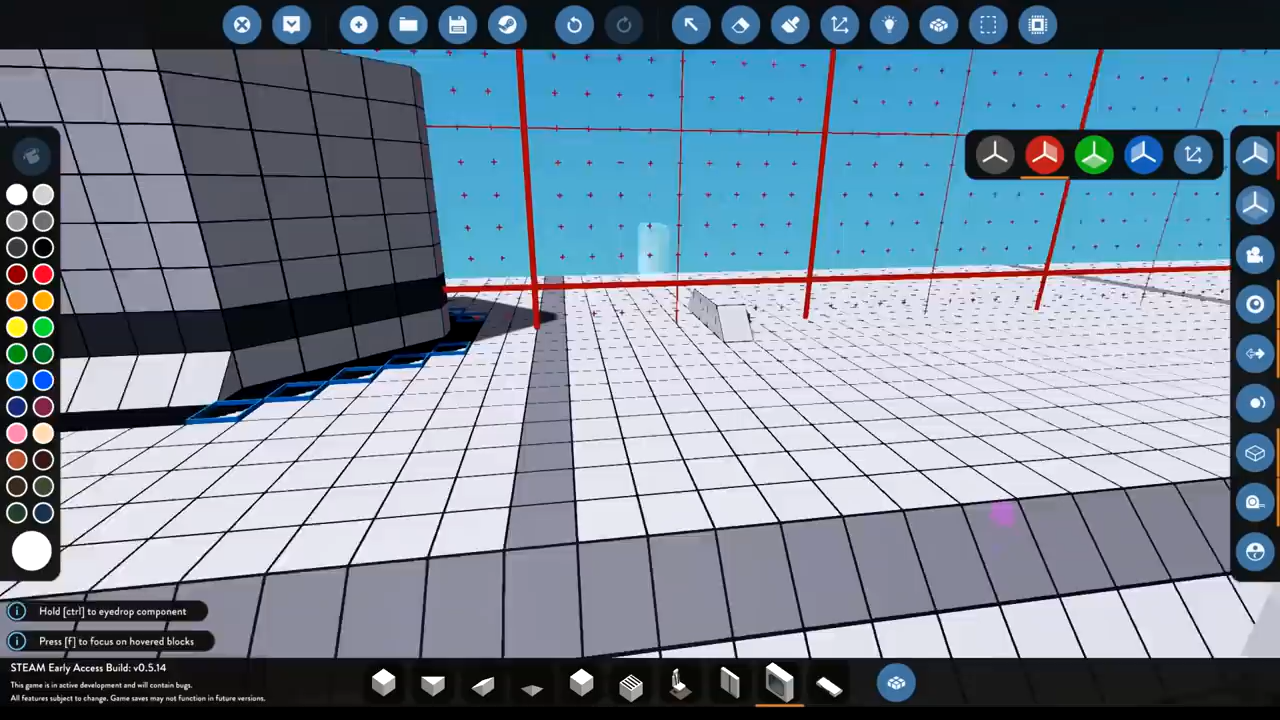 Hold [ctrl] to eyedrop component
Press [f] to focus on hovered blocks
STEAM Early Access Build: v0.5.14
This game is in active development and will contain bugs.
All features subject to change. Game saves may not function in future versions.